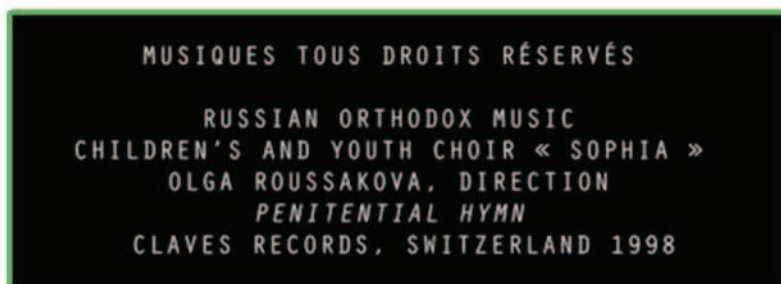 MUSIQUES TOUS DROITS RÉSERVÉS
RUSSIAN ORTHODOX MUSIC
CHILDREN'S AND YOUTH CHOIR « SOPHIA »
OLGA ROUSSAKOVA, DIRECTION
PENITENTIAL HYMN
CLAVES RECORDS, SWITZERLAND 1998